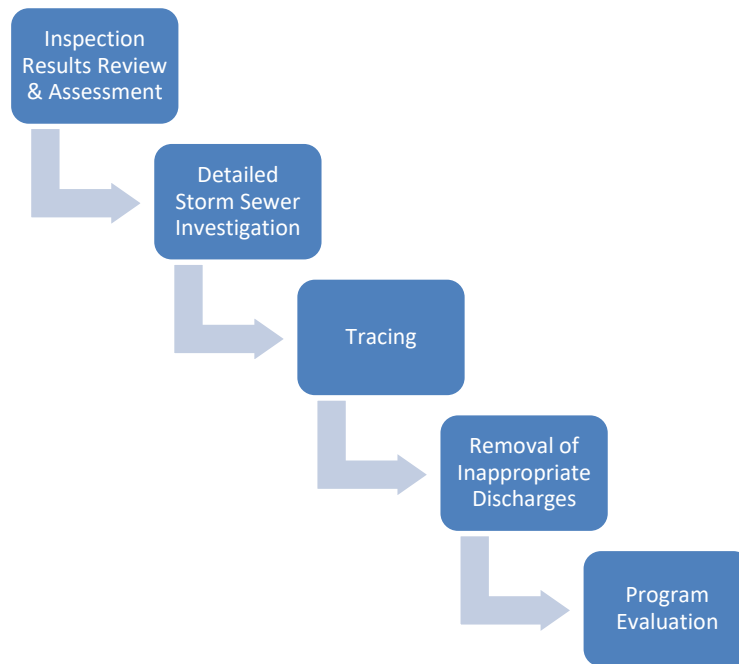 Inspection
Results Review
& Assessment
Detailed
Storm Sewer
Investigation
Tracing
Removal of
Inappropriate
Discharges
Program
Evaluation